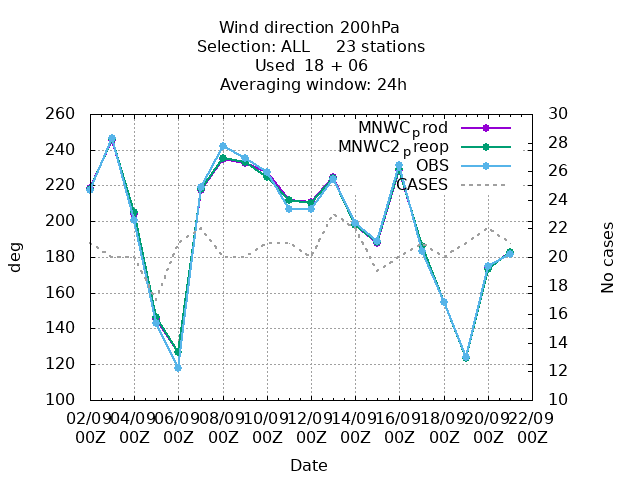 Wind direction 200hPa
Selection: ALL 23 stations
Used 18 + 06
Averaging window: 24h
260 30
MNWCprod
28
MNWC2preop
240
26
OBS
220
CASES
24
200
22
deg
180
20
No cases
160
18
16
140
14
120
12
100 10
02/09 04/09 06/09 08/09 10/09 12/09 14/09 16/09 18/09 20/09 22/09
00Z 00Z 00Z 00Z 00Z 00Z 00Z 00Z 00Z 00Z 00Z
Date